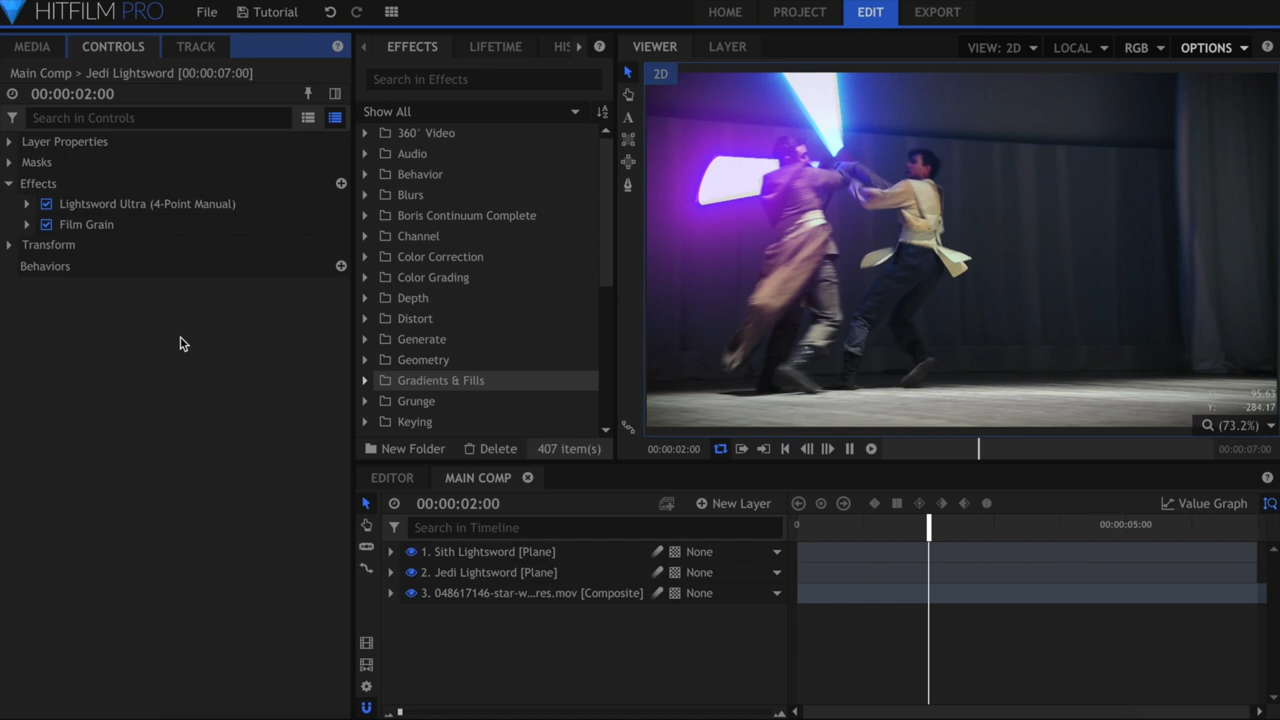 HITFILM PRO File Tutorial HOME PROJECT EDIT EXPORT
MEDIA CONTROLS TRACK
Main Comp > Jedi Lightsword [00:00:07:00]
00:00:02:00
Search in Controls
Layer Properties
Masks
Effects
Lightsword Ultra (4-Point Manual)
Film Grain
Transform
Behaviors
EFFECTS LIFETIME HIS
Search in Effects
Show All
360° Video
Audio
Behavior
Blurs
Boris Continuum Complete
Channel
Color Correction
Color Grading
Depth
Distort
Generate
Geometry
Gradients & Fills
Grunge
Keying
New Folder Delete 407 item(s)
VIEWER LAYER VIEW: 2D LOCAL RGB OPTIONS
2D
95.63
Y: -284.17
(73.2%)
00:00:02:00 00:00:07:00
EDITOR MAIN COMP
00:00:02:00 New Layer Value Graph
Search in Timeline 0 00:00:05:00
1. Sith Lightsword [Plane] None
2. Jedi Lightsword [Plane] None
3. 048617146-star-w...res.mov [Composite] None